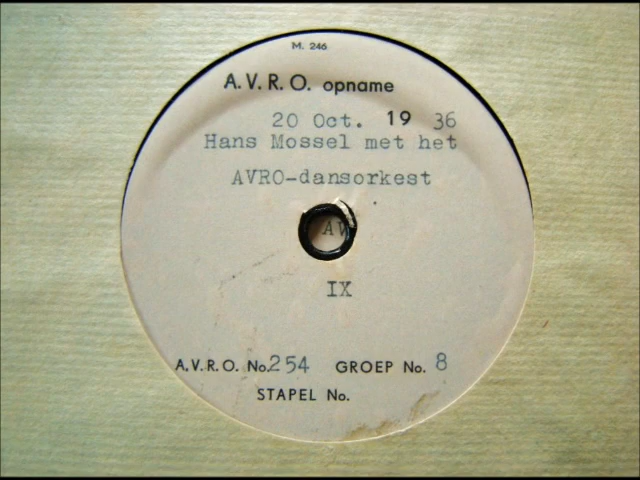 M. 246
A.V.R.O. opname
20 Oct. 19 36
Hans Mossel met het
AVRO-dansorkest
AV
IX
A.V.R.O. No. 254 GROEP No. 8
STAPEL No.